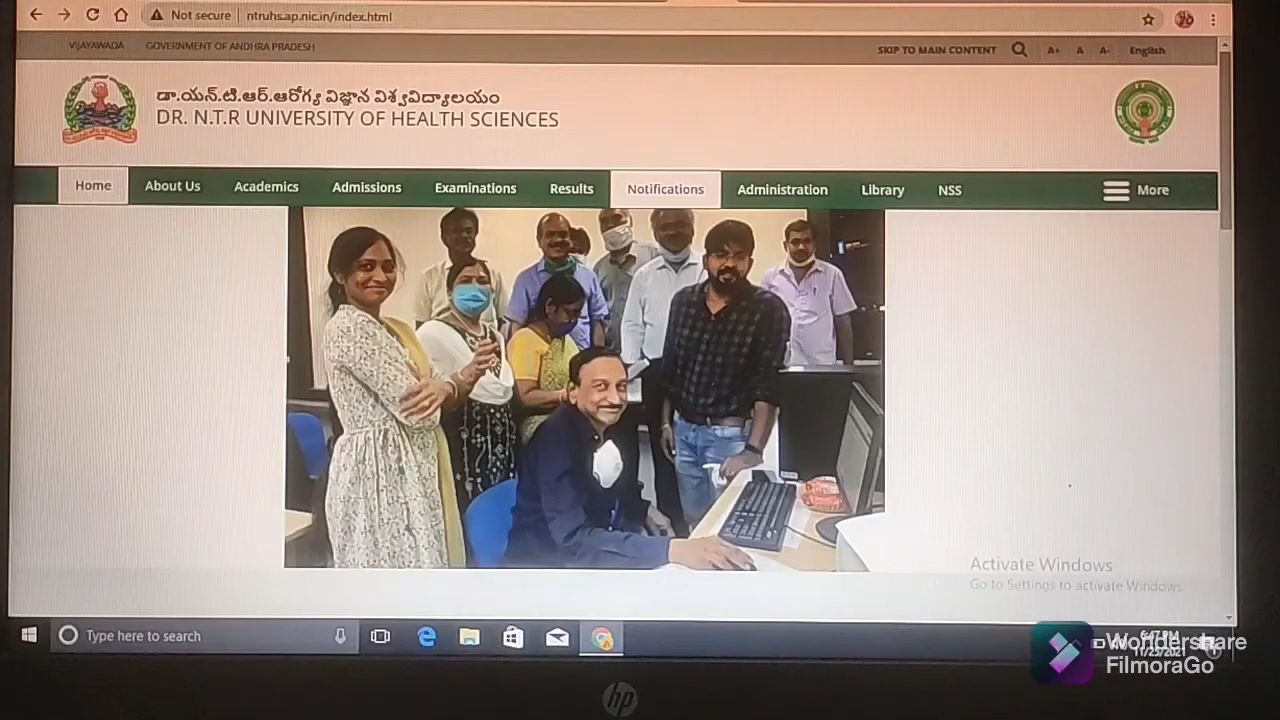 Not secure | ntruhs.ap.nic.in/index.html
VIJAYAWADA GOVERNMENT OF ANDHRA PRADESH SKIP TO MAIN CONTENT A+ A A- English
డా.యన్.టి.ఆర్.ఆరోగ్య విజ్ఞాన విశ్వవిద్యాలయం
DR. N.T.R UNIVERSITY OF HEALTH SCIENCES
Home About Us Academics Admissions Examinations Results Notifications Administration Library NSS More
Activate Windows
Go to Settings to activate Windows.
Type here to search
Wondershare
FilmoraGo
hp